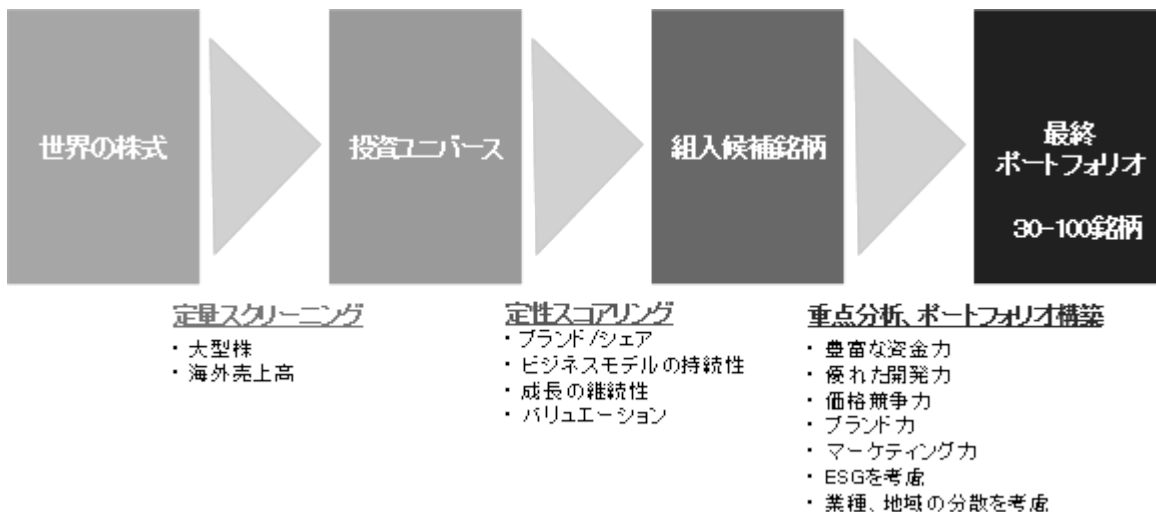 世界の株式
投資ユニバース
組入候補銘柄
最終
ポートフォリオ
30-100銘柄
定量スクリーニング
・ 大型株
・ 海外売上高
定性スコアリング
・ ブランド/シェア
・ ビジネスモデルの持続性
・ 成長の継続性
・ バリュエーション
重点分析、ポートフォリオ構築
・ 豊富な資金力
・ 優れた開発力
・ 価格競争力
・ ブランド力
・ マーケティング力
・ ESGを考慮
・ 業種、地域の分散を考慮